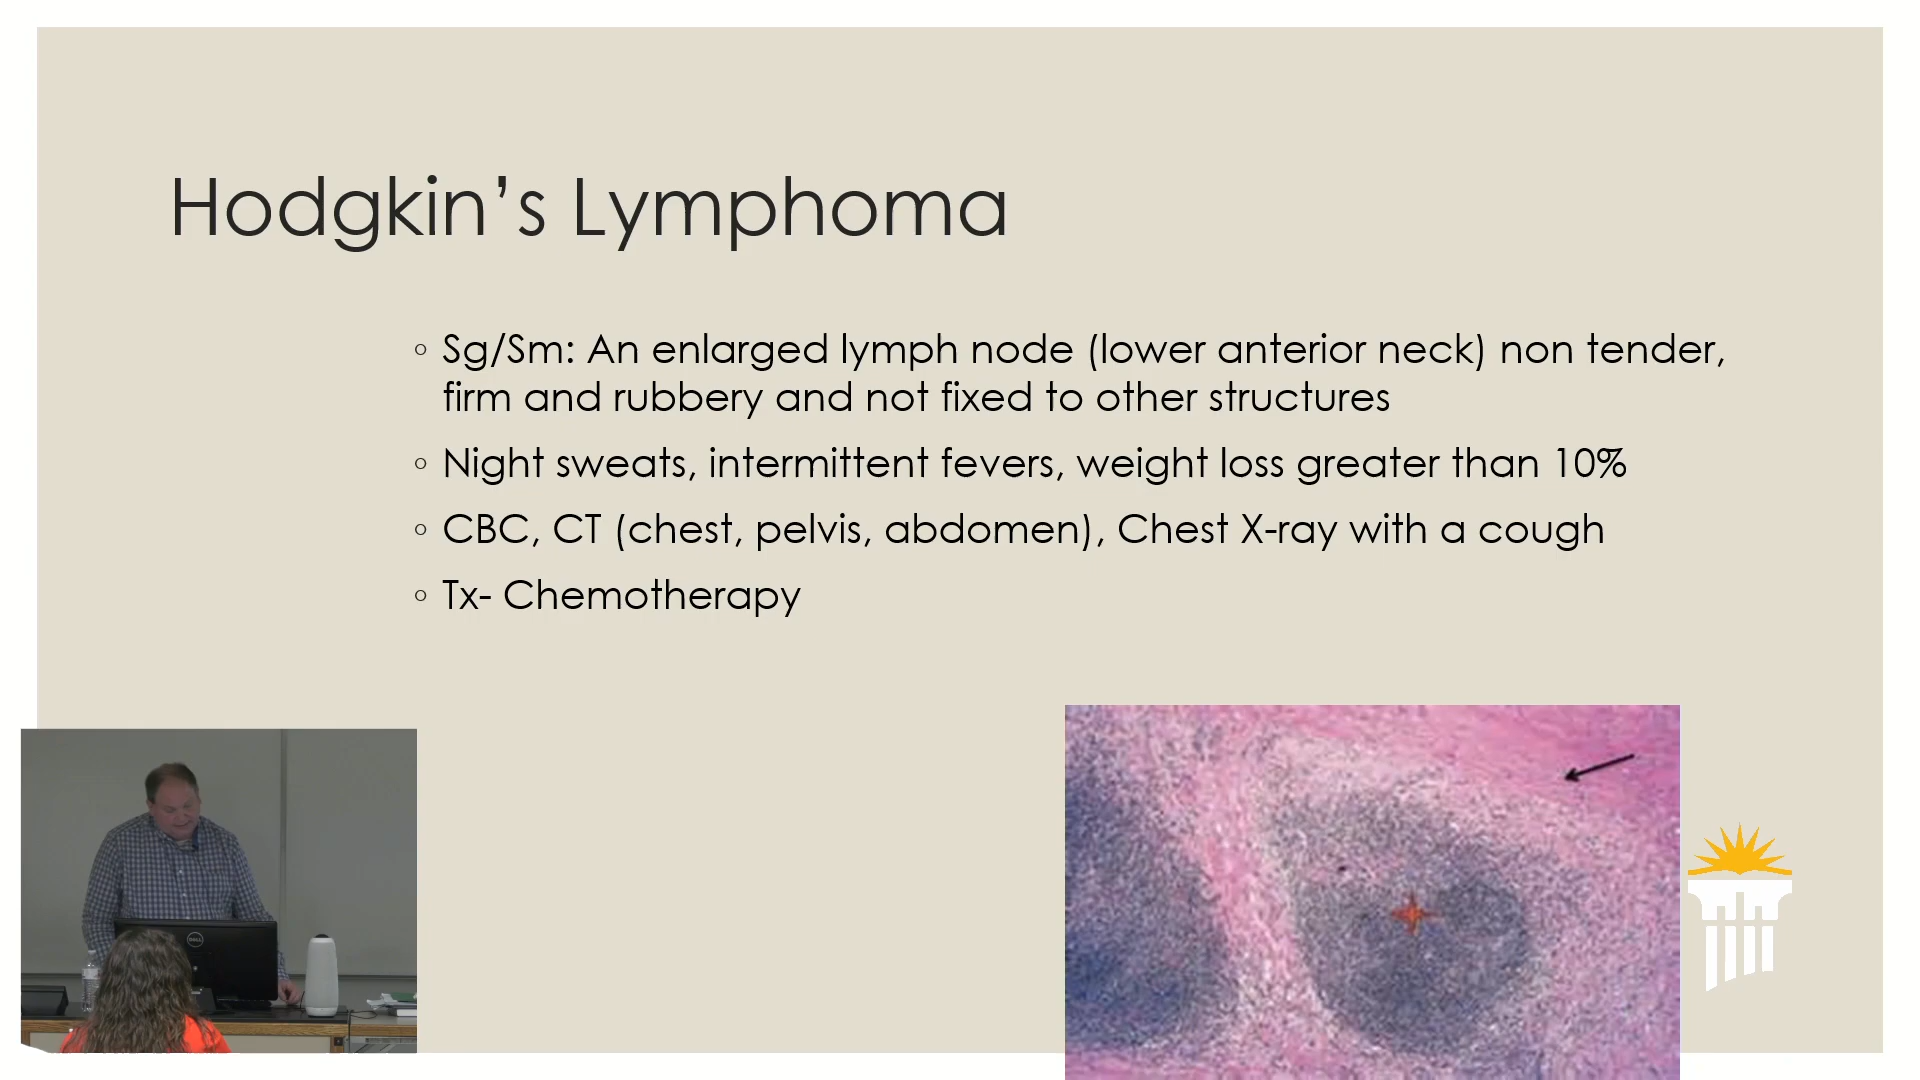 Hodgkin’s Lymphoma
◦ Sg/Sm: An enlarged lymph node (lower anterior neck) non tender,
firm and rubbery and not fixed to other structures
◦ Night sweats, intermittent fevers, weight loss greater than 10%
◦ CBC, CT (chest, pelvis, abdomen), Chest X-ray with a cough
◦ Tx- Chemotherapy
DELL